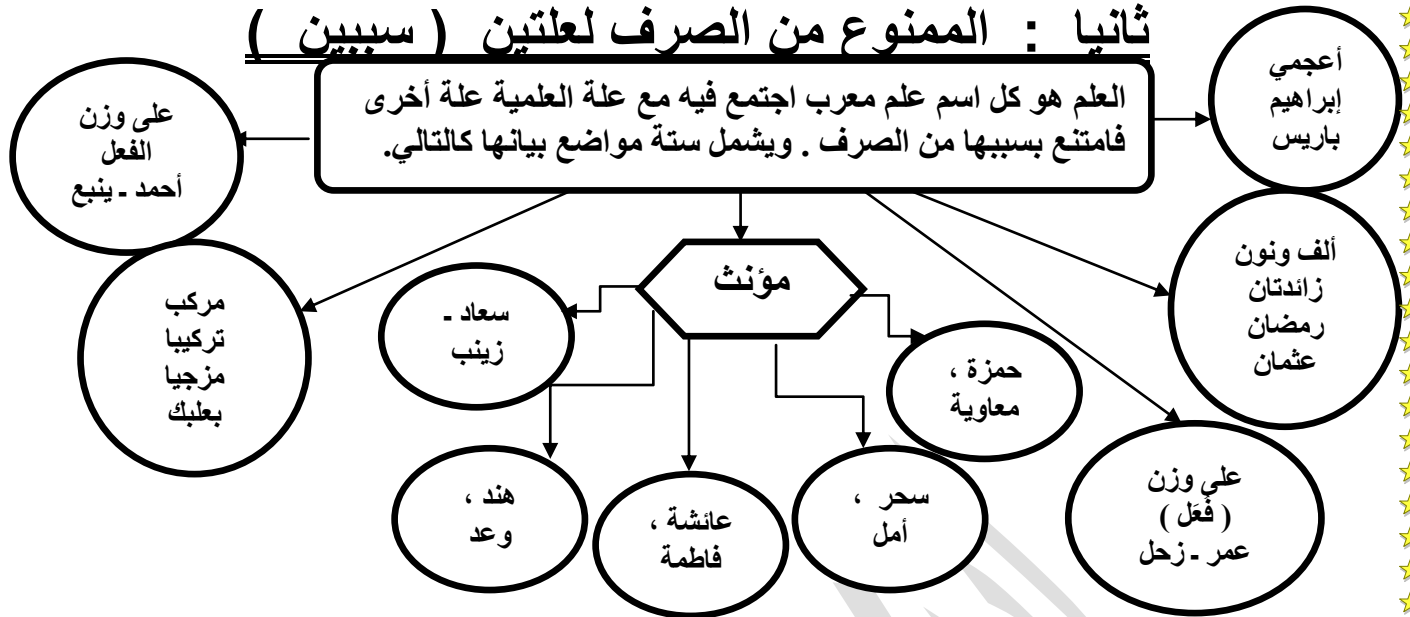 ثانيا : الممنوع من الصرف لعلتين ( سببين )
العلم هو كل اسم علم معرب اجتمع فيه مع علة العلمية علة أخرى
فامتنع بسببها من الصرف . ويشمل ستة مواضع بيانها كالتالي.
أعجمي
إبراهيم
باريس
على وزن
الفعل
أحمد ـ ينبع
ألف ونون
زائدتان
رمضان
عثمان
مؤنث
مركب
تركيبا
مزجيا
بعلبك
سعاد ـ
زينب
حمزة ،
معاوية
على وزن
( فُعَل )
عمر ـ زحل
سحر ،
أمل
عائشة ،
فاطمة
هند ،
وعد